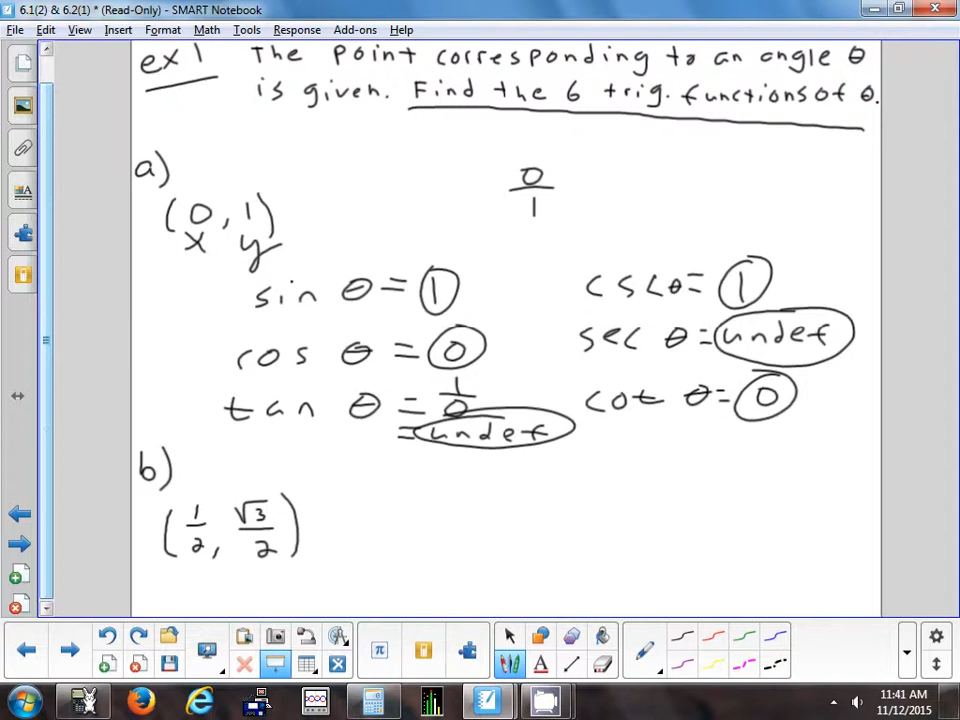 6.1(2) & 6.2(1) * (Read-Only) - SMART Notebook
File Edit View Insert Format Math Tools Response Add-ons Help
ex 1 The point corresponding to an angle θ
is given. Find the 6 trig. functions of θ.
a)
0
1
(0, 1)
x y
sin θ = 1 csc θ = 1
cos θ = 0 sec θ = undef
tan θ = 1/0 cot θ = 0
= undef
b)
(1/2, √3/2)
11:41 AM
11/12/2015